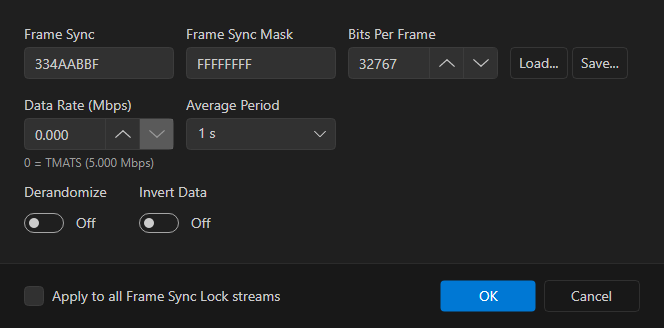 Frame Sync Frame Sync Mask Bits Per Frame
334AABBF FFFFFFFF 32767 Load... Save...
Data Rate (Mbps) Average Period
0.000 1 s
0 = TMATS (5.000 Mbps)
Derandomize Invert Data
Off Off
Apply to all Frame Sync Lock streams OK Cancel